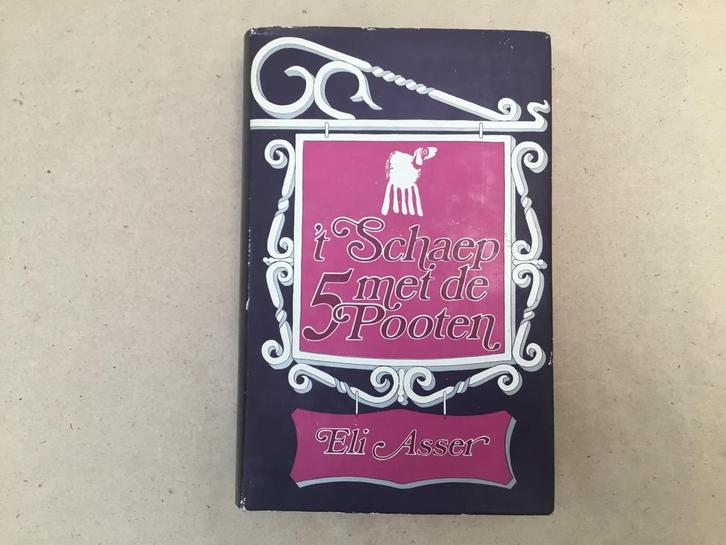 't Schaep
5 met de
Pooten
Eli Asser